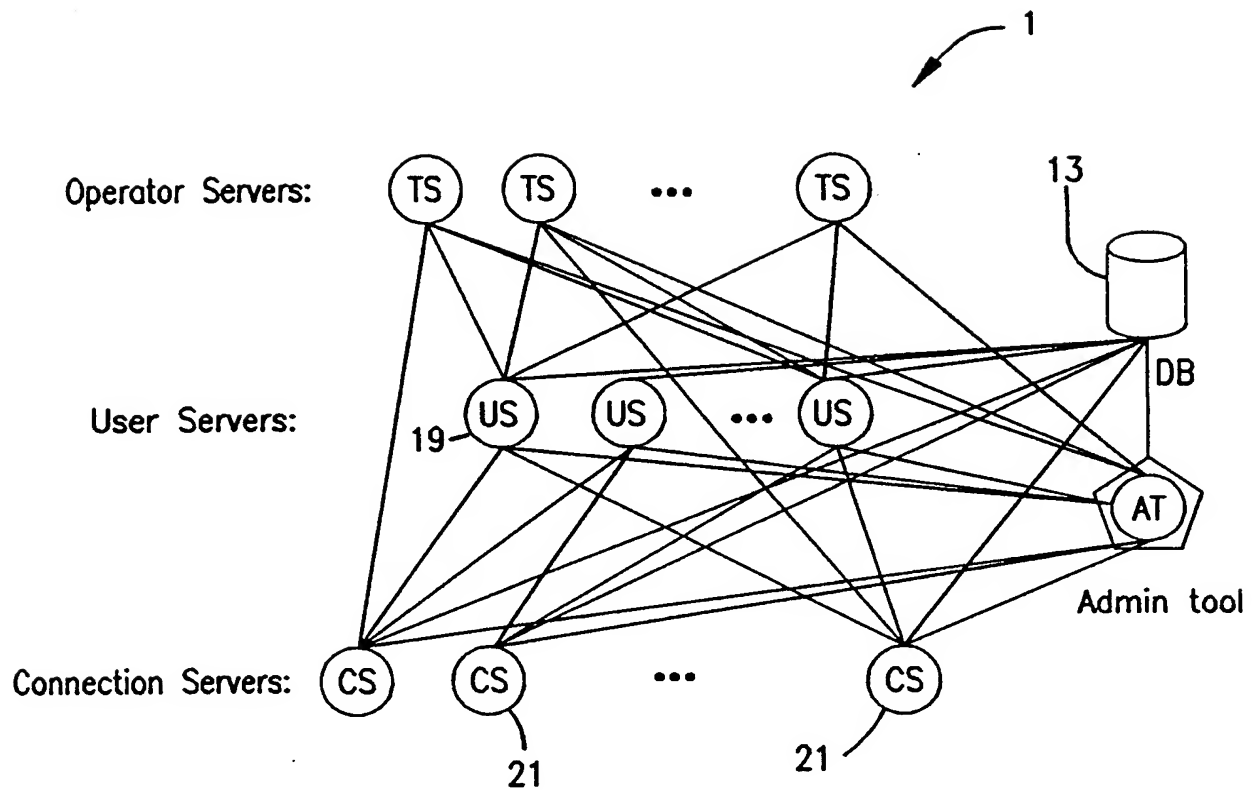 1
Operator Servers: TS TS ••• TS
13
DB
User Servers: US US ••• US
19
AT
Admin tool
Connection Servers: CS CS ••• CS
21
21